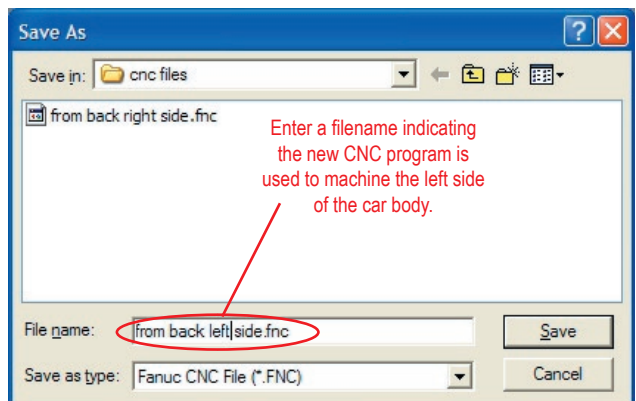 Save As
Save in: cnc files
from back right side.fnc
Enter a filename indicating
the new CNC program is
used to machine the left side
of the car body.
File name: from back left side.fnc Save
Save as type: Fanuc CNC File (*.FNC) Cancel